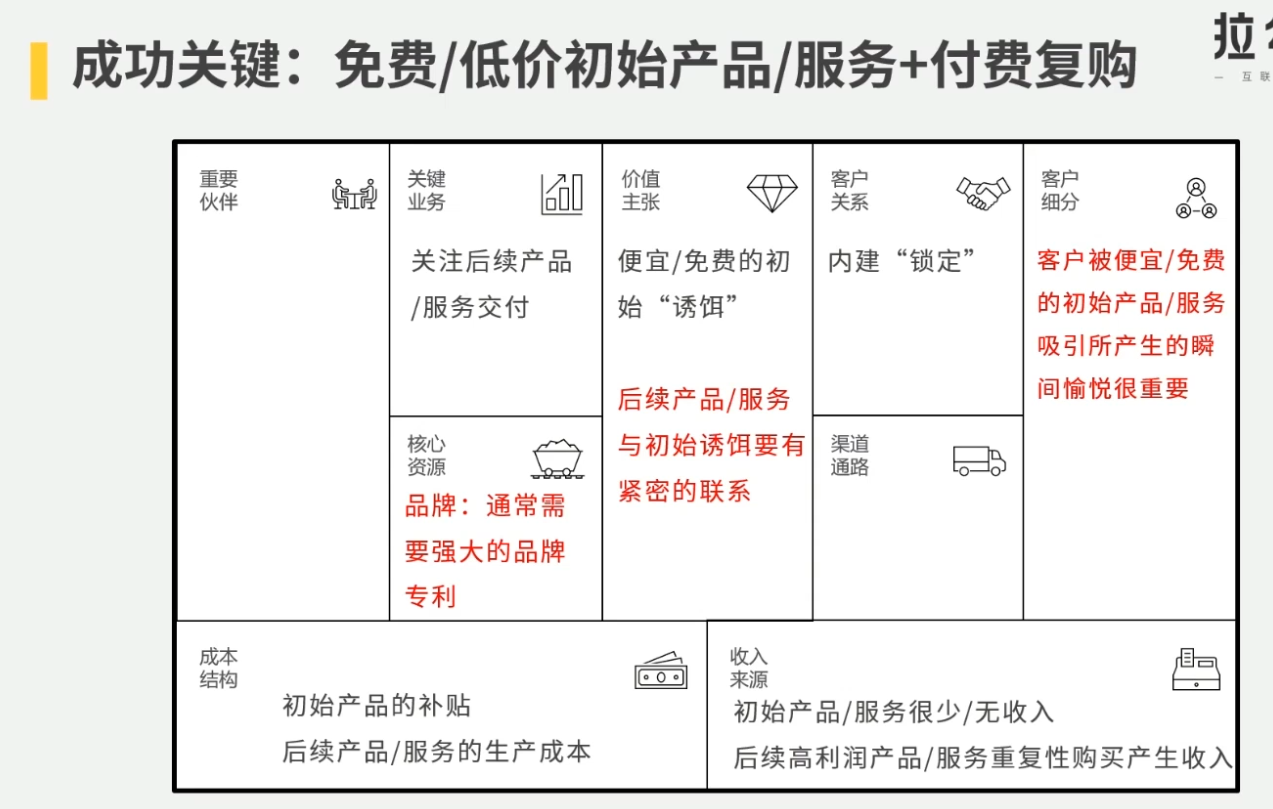 成功关键：免费/低价初始产品/服务+付费复购
拉
互联
重要
伙伴
关键
业务
关注后续产品
/服务交付
核心
资源
品牌：通常需
要强大的品牌
专利
价值
主张
便宜/免费的初
始“诱饵”
后续产品/服务
与初始诱饵要有
紧密的联系
客户
关系
内建“锁定”
渠道
通路
客户
细分
客户被便宜/免费
的初始产品/服务
吸引所产生的瞬
间愉悦很重要
成本
结构
初始产品的补贴
后续产品/服务的生产成本
收入
来源
初始产品/服务很少/无收入
后续高利润产品/服务重复性购买产生收入